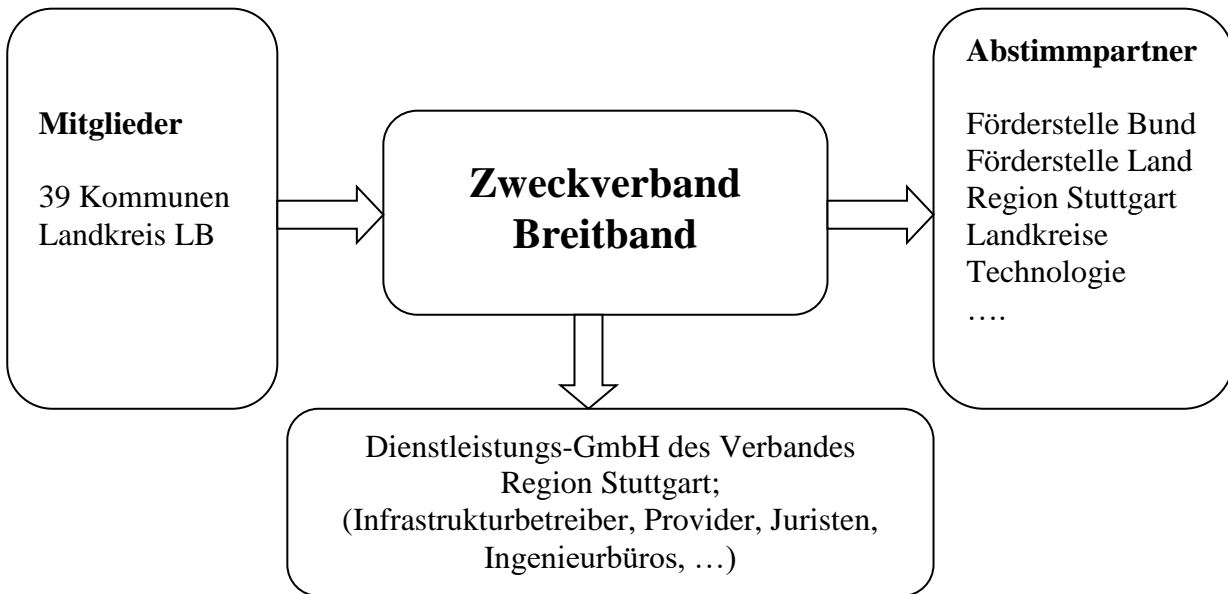 Mitglieder
39 Kommunen
Landkreis LB
Zweckverband
Breitband
Abstimmpartner
Förderstelle Bund
Förderstelle Land
Region Stuttgart
Landkreise
Technologie
….
Dienstleistungs-GmbH des Verbandes
Region Stuttgart;
(Infrastrukturbetreiber, Provider, Juristen,
Ingenieurbüros, …)